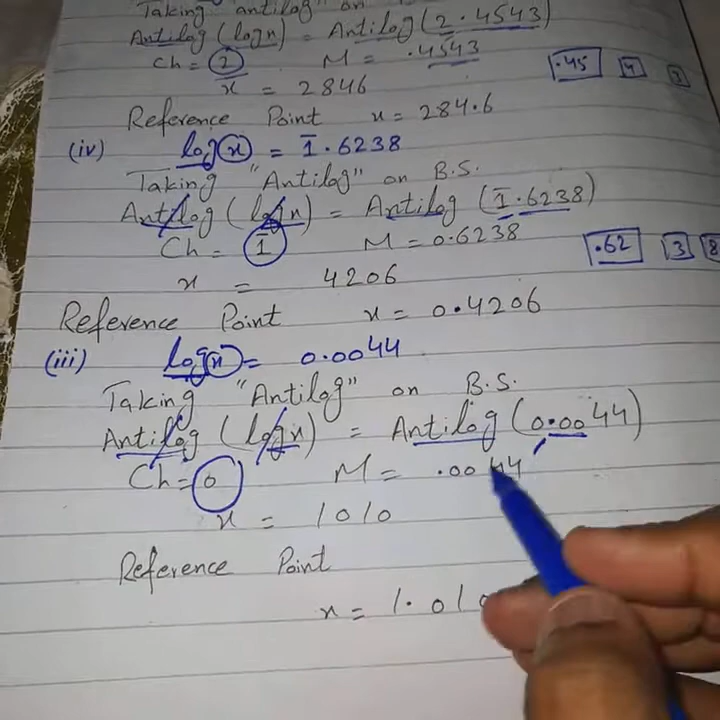 Taking antilog on
Antilog (logx) = Antilog (2.4543)
Ch = 2 M = .4543
x = 2846 .45 4 3
Reference Point x = 284.6
(iv) log x = 1̅.6238
Taking "Antilog" on B.S.
Antilog (logx) = Antilog (1̅.6238)
Ch = 1̅ M = 0.6238
x = 4206 .62 3 8
Reference Point x = 0.4206
(iii) log x = 0.0044
Taking "Antilog" on B.S.
Antilog (logx) = Antilog (0.0044)
Ch = 0 M = .0044
x = 1010
Reference Point
x = 1.010